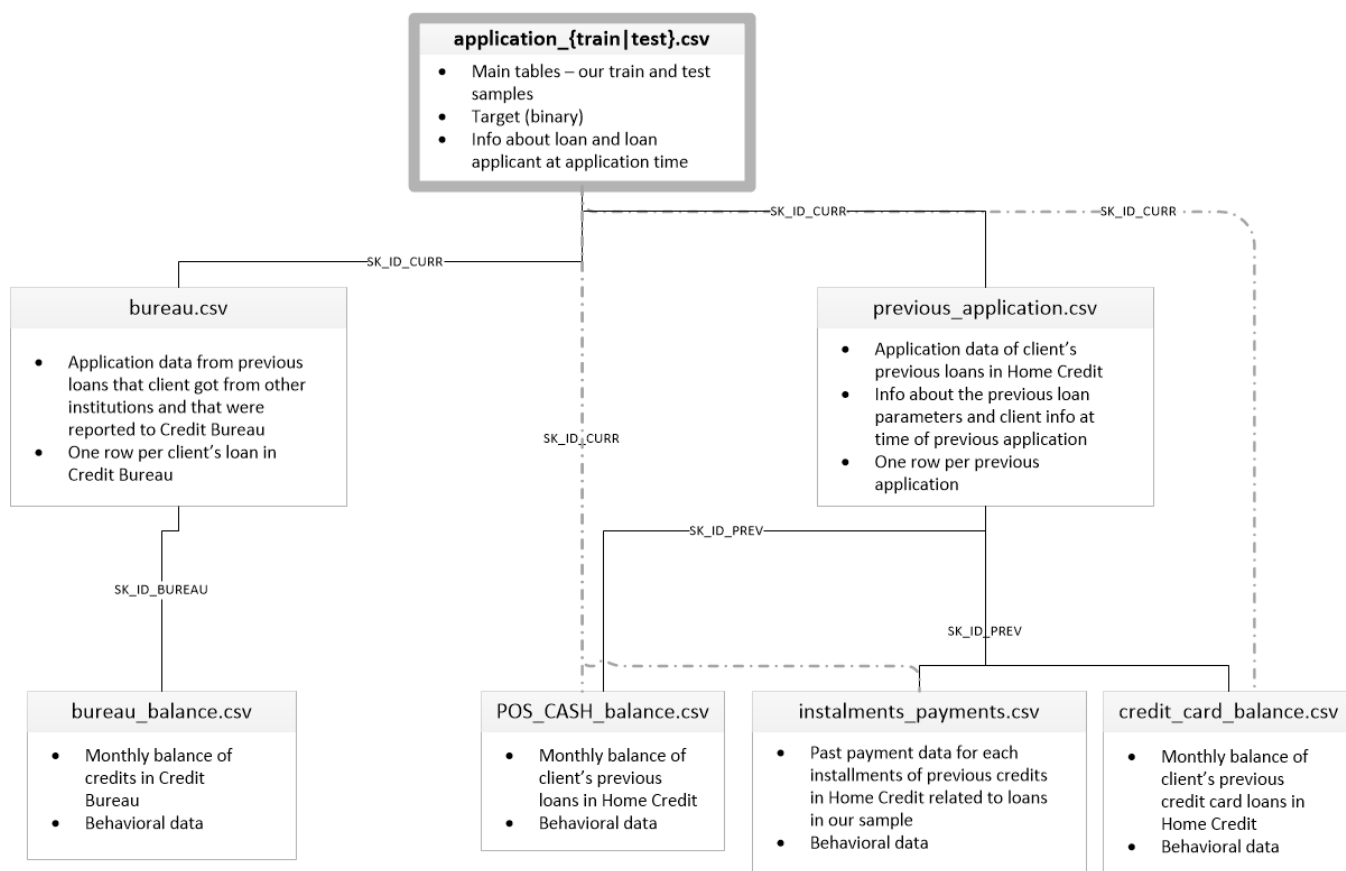 application_{train|test}.csv
• Main tables – our train and test
samples
• Target (binary)
• Info about loan and loan
applicant at application time
SK_ID_CURR
SK_ID_CURR
SK_ID_CURR
bureau.csv
• Application data from previous
loans that client got from other
institutions and that were
reported to Credit Bureau
• One row per client's loan in
Credit Bureau
previous_application.csv
• Application data of client's
previous loans in Home Credit
• Info about the previous loan
parameters and client info at
time of previous application
• One row per previous
application
SK_ID_CURR
SK_ID_PREV
SK_ID_BUREAU
SK_ID_PREV
bureau_balance.csv
• Monthly balance of
credits in Credit
Bureau
• Behavioral data
POS_CASH_balance.csv
• Monthly balance of
client's previous
loans in Home Credit
• Behavioral data
instalments_payments.csv
• Past payment data for each
installments of previous credits
in Home Credit related to loans
in our sample
• Behavioral data
credit_card_balance.csv
• Monthly balance of
client's previous
credit card loans in
Home Credit
• Behavioral data